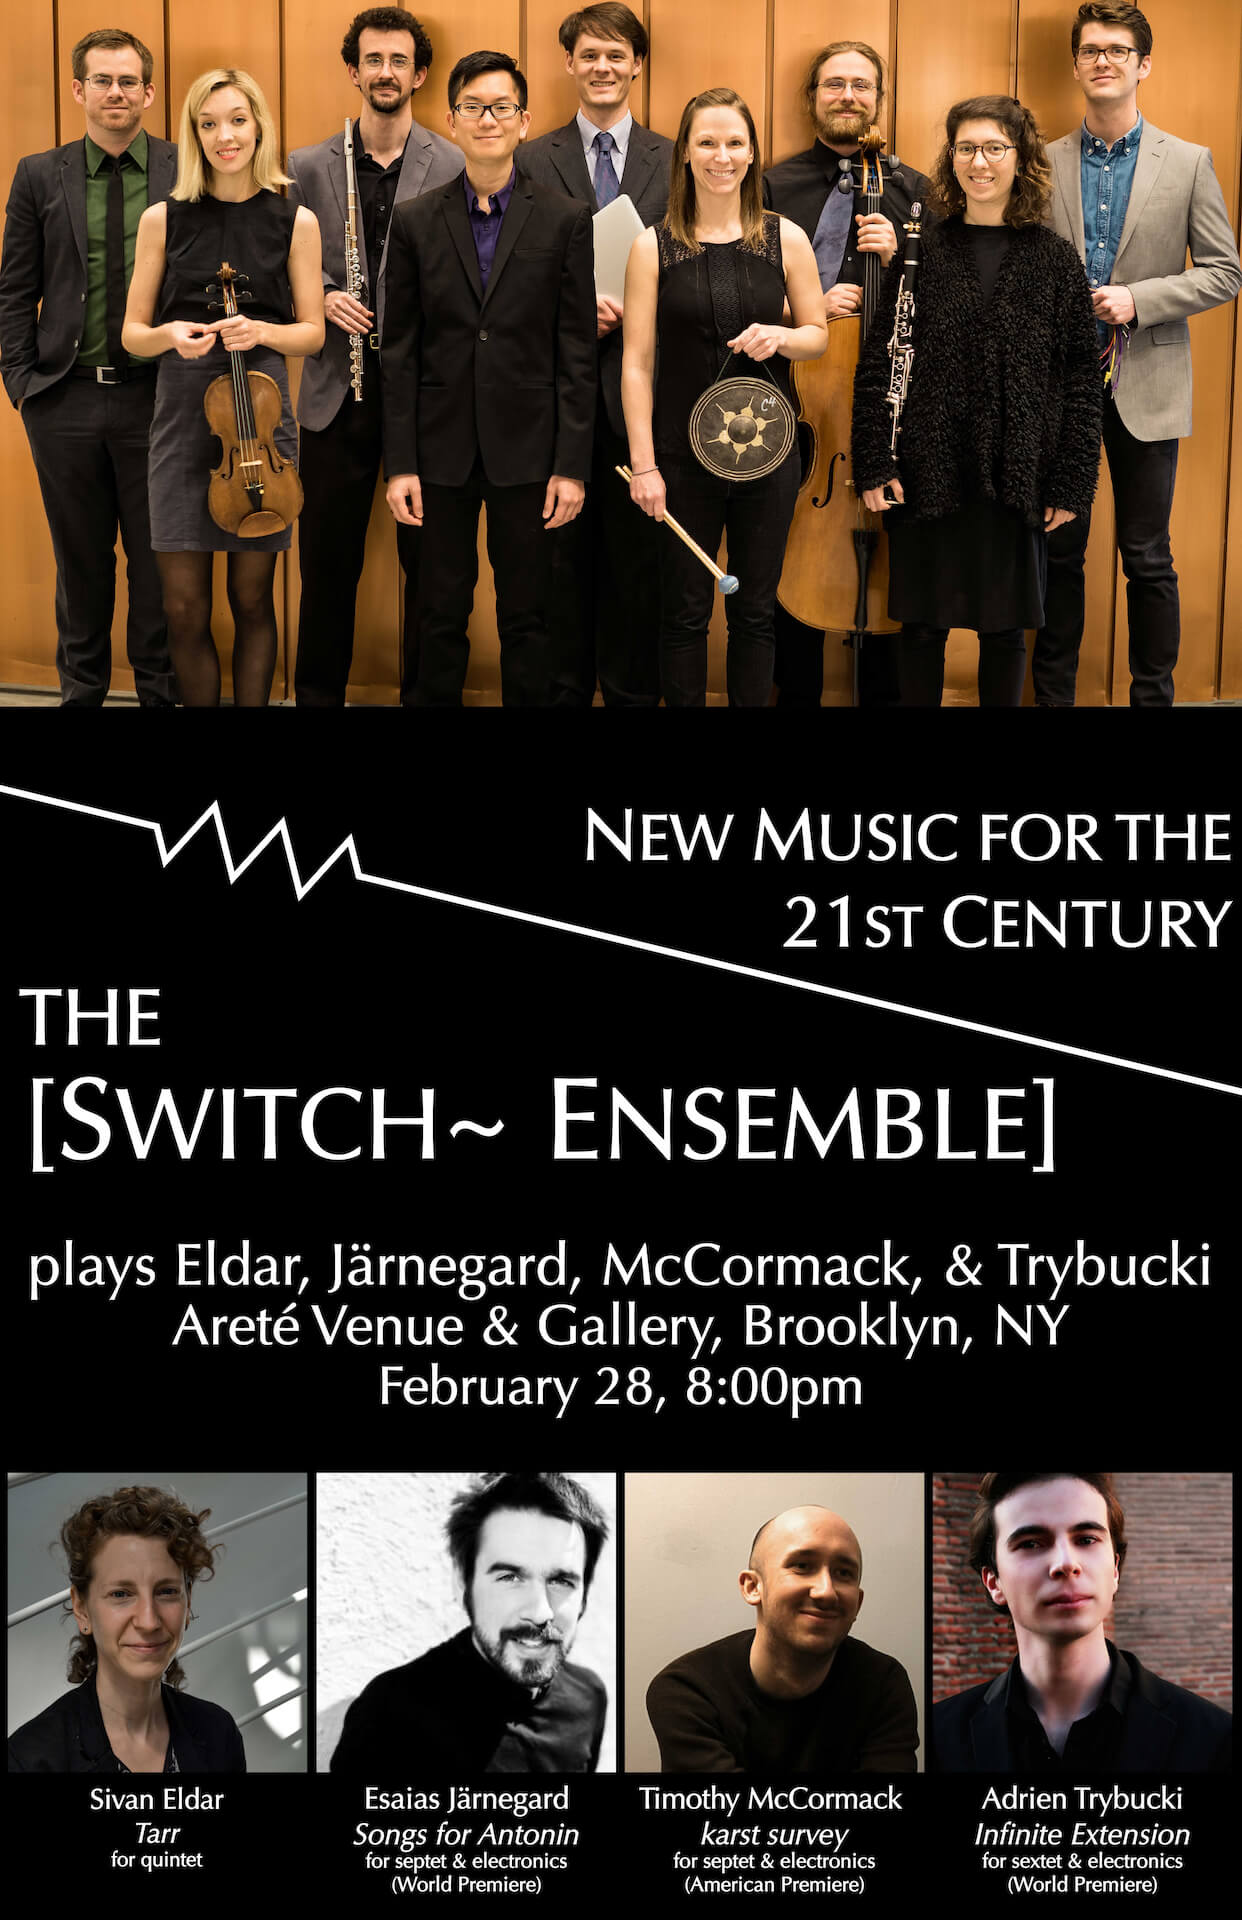 C4
NEW MUSIC FOR THE
21ST CENTURY
THE
[SWITCH~ ENSEMBLE]
plays Eldar, Järnegard, McCormack, & Trybucki
Areté Venue & Gallery, Brooklyn, NY
February 28, 8:00pm
Sivan Eldar
Tarr
for quintet
Esaias Järnegard
Songs for Antonin
for septet & electronics
(World Premiere)
Timothy McCormack
karst survey
for septet & electronics
(American Premiere)
Adrien Trybucki
Infinite Extension
for sextet & electronics
(World Premiere)